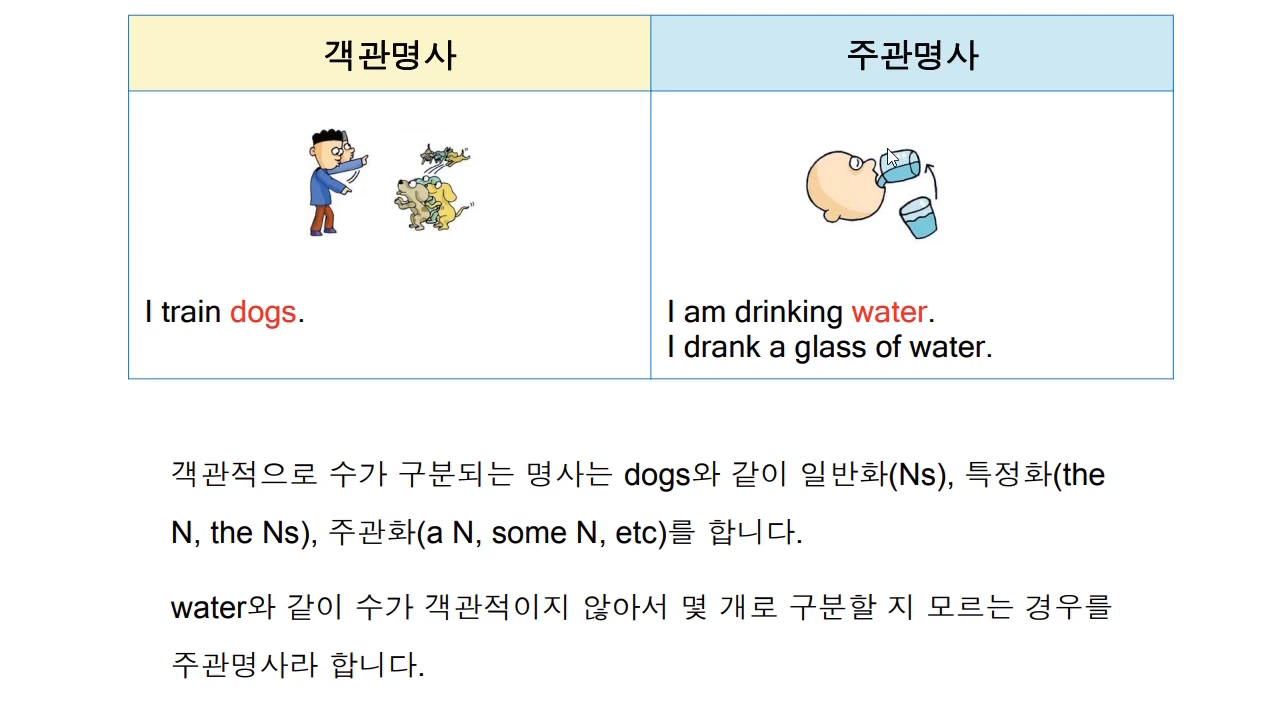 객관명사
주관명사
I train dogs.
I am drinking water.
I drank a glass of water.
객관적으로 수가 구분되는 명사는 dogs와 같이 일반화(Ns), 특정화(the
N, the Ns), 주관화(a N, some N, etc)를 합니다.
water와 같이 수가 객관적이지 않아서 몇 개로 구분할 지 모르는 경우를
주관명사라 합니다.